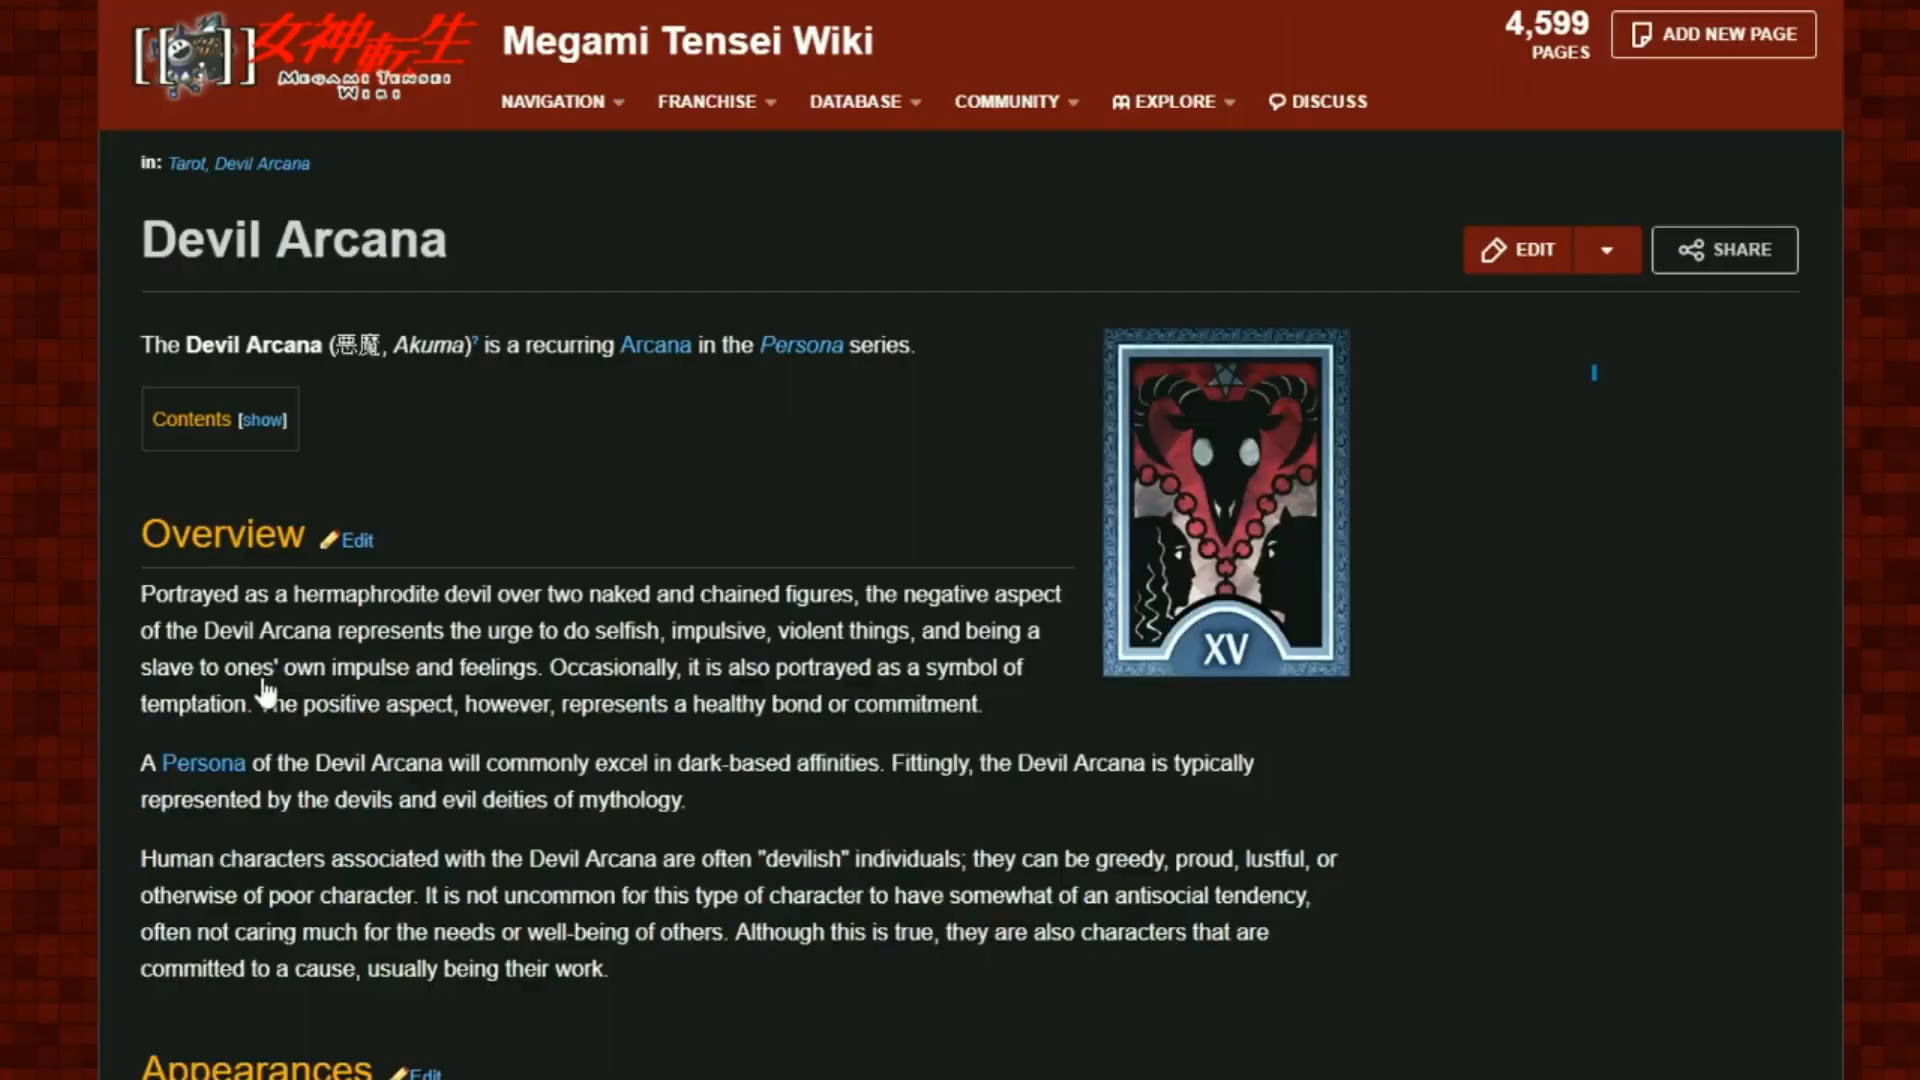 女神転生
MEGAMI TENSEI
WIKI
Megami Tensei Wiki
4,599
PAGES
ADD NEW PAGE
NAVIGATION FRANCHISE DATABASE COMMUNITY EXPLORE DISCUSS
in: Tarot, Devil Arcana
Devil Arcana
EDIT
SHARE
The Devil Arcana (悪魔, Akuma)? is a recurring Arcana in the Persona series.
Contents [show]
Overview Edit
Portrayed as a hermaphrodite devil over two naked and chained figures, the negative aspect
of the Devil Arcana represents the urge to do selfish, impulsive, violent things, and being a
slave to ones' own impulse and feelings. Occasionally, it is also portrayed as a symbol of
temptation. The positive aspect, however, represents a healthy bond or commitment.
XV
A Persona of the Devil Arcana will commonly excel in dark-based affinities. Fittingly, the Devil Arcana is typically
represented by the devils and evil deities of mythology.
Human characters associated with the Devil Arcana are often "devilish" individuals; they can be greedy, proud, lustful, or
otherwise of poor character. It is not uncommon for this type of character to have somewhat of an antisocial tendency,
often not caring much for the needs or well-being of others. Although this is true, they are also characters that are
committed to a cause, usually being their work.
Appearances Edit